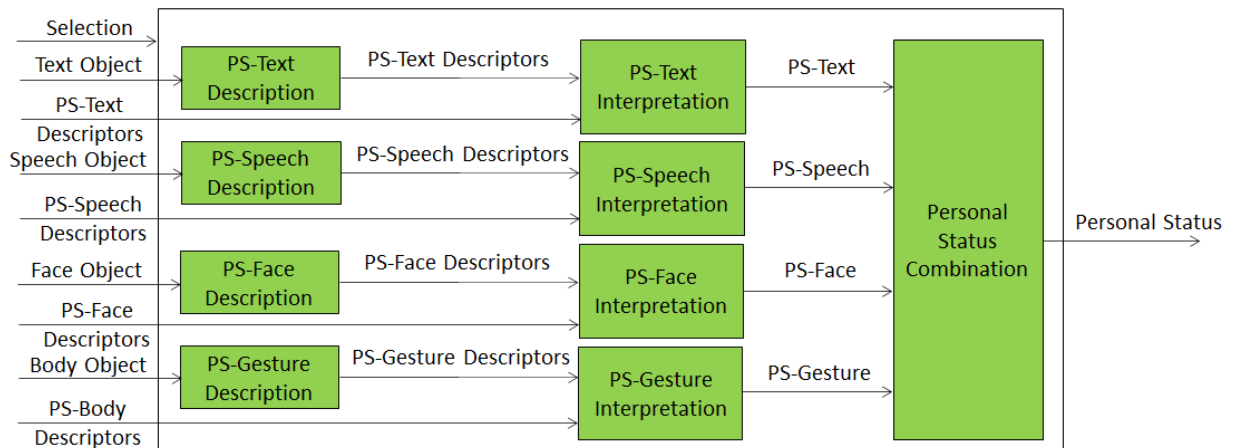 Selection
Text Object
PS-Text Description
PS-Text Descriptors
PS-Text Interpretation
PS-Text
PS-Text
Descriptors
Speech Object
PS-Speech Description
PS-Speech Descriptors
PS-Speech Interpretation
PS-Speech
PS-Speech
Descriptors
Personal
Status
Combination
Personal Status
Face Object
PS-Face
Description
PS-Face Descriptors
PS-Face
Interpretation
PS-Face
PS-Face
Descriptors
Body Object
PS-Gesture
Description
PS-Gesture Descriptors
PS-Gesture
Interpretation
PS-Gesture
PS-Body
Descriptors